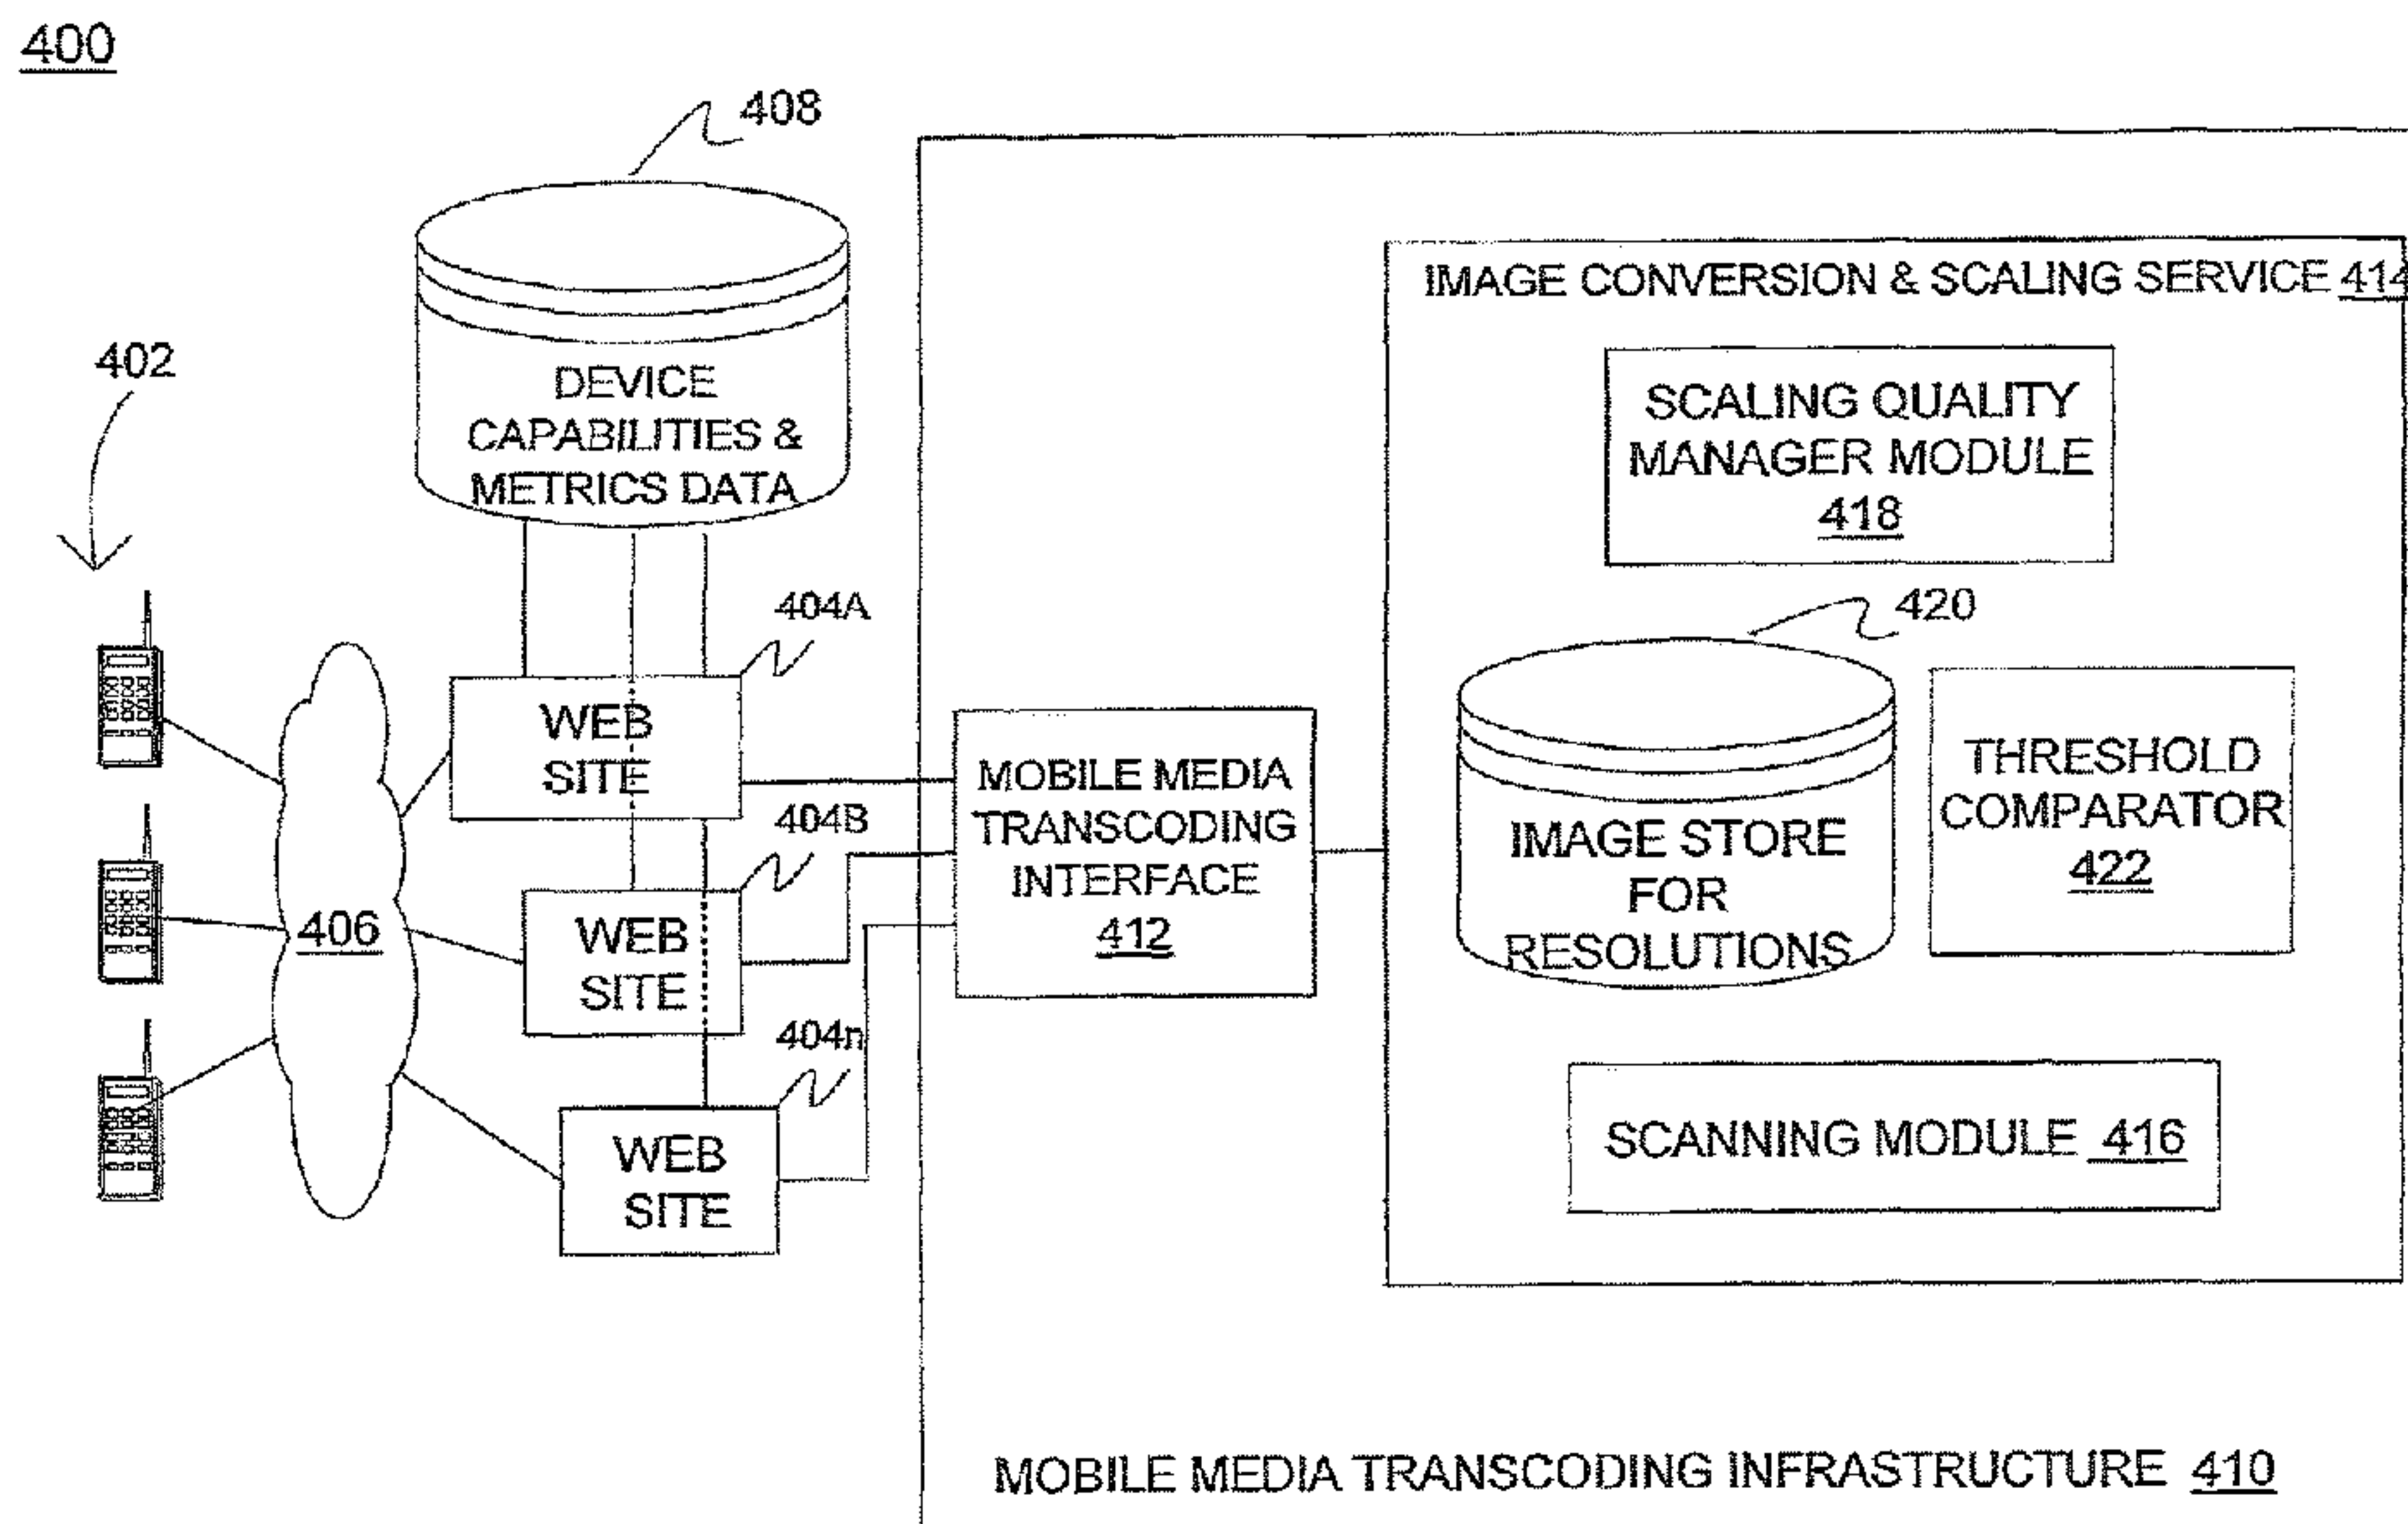 400
408
DEVICE
CAPABILITIES &
METRICS DATA
402
404A
WEB
SITE
404B
WEB
SITE
404n
WEB
SITE
406
MOBILE MEDIA
TRANSCODING
INTERFACE
412
IMAGE CONVERSION & SCALING SERVICE 414
SCALING QUALITY
MANAGER MODULE
418
420
IMAGE STORE
FOR
RESOLUTIONS
THRESHOLD
COMPARATOR
422
SCANNING MODULE 416
MOBILE MEDIA TRANSCODING INFRASTRUCTURE 410